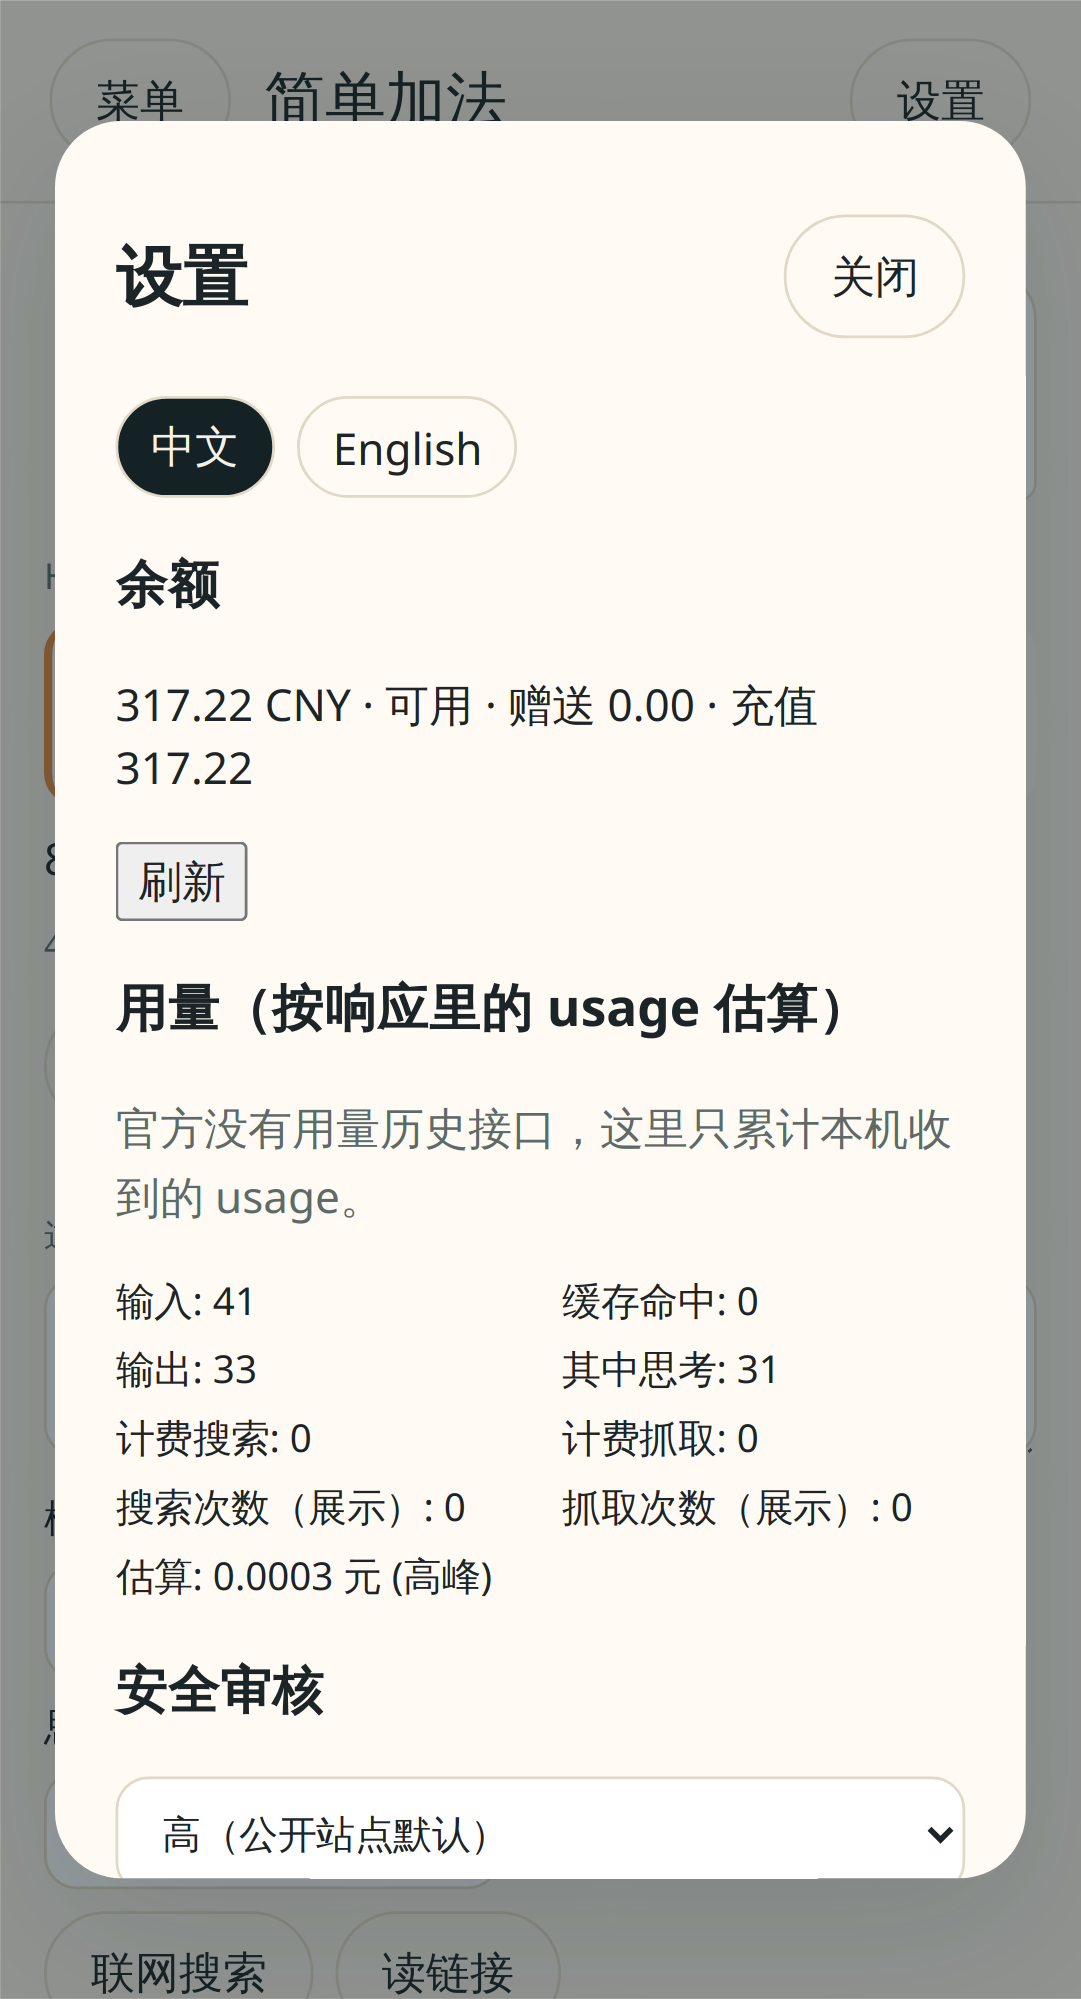 菜单
简单加法
设置
设置
关闭
中文
English
余额
317.22 CNY · 可用 · 赠送 0.00 · 充值
317.22
刷新
用量（按响应里的 usage 估算）
官方没有用量历史接口，这里只累计本机收
到的 usage。
输入: 41
缓存命中: 0
输出: 33
其中思考: 31
计费搜索: 0
计费抓取: 0
搜索次数（展示）: 0
抓取次数（展示）: 0
估算: 0.0003 元 (高峰)
安全审核
高（公开站点默认）
联网搜索
读链接